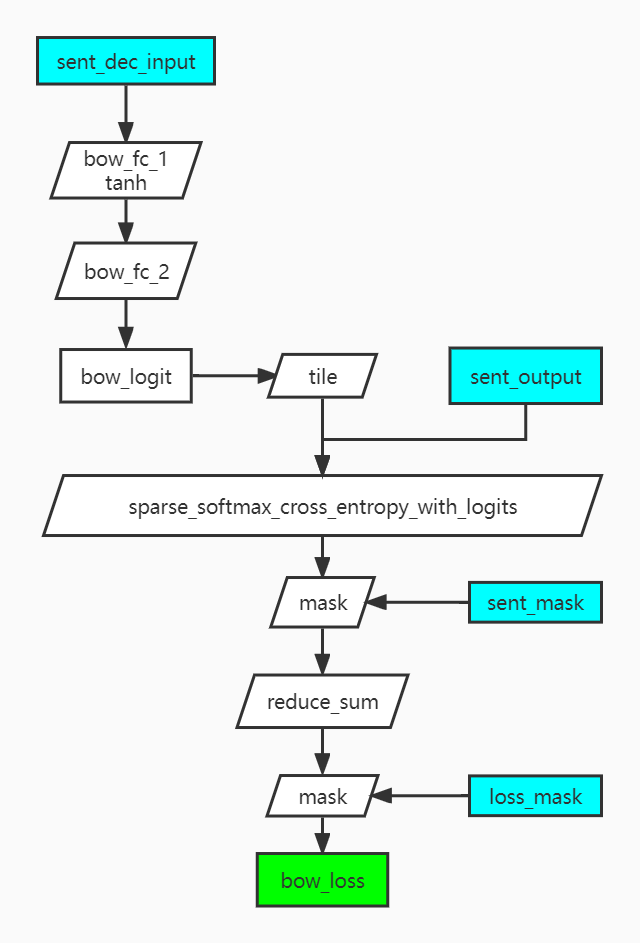 sent_dec_input
bow_fc_1
tanh
bow_fc_2
bow_logit
tile
sent_output
sparse_softmax_cross_entropy_with_logits
mask
sent_mask
reduce_sum
mask
loss_mask
bow_loss